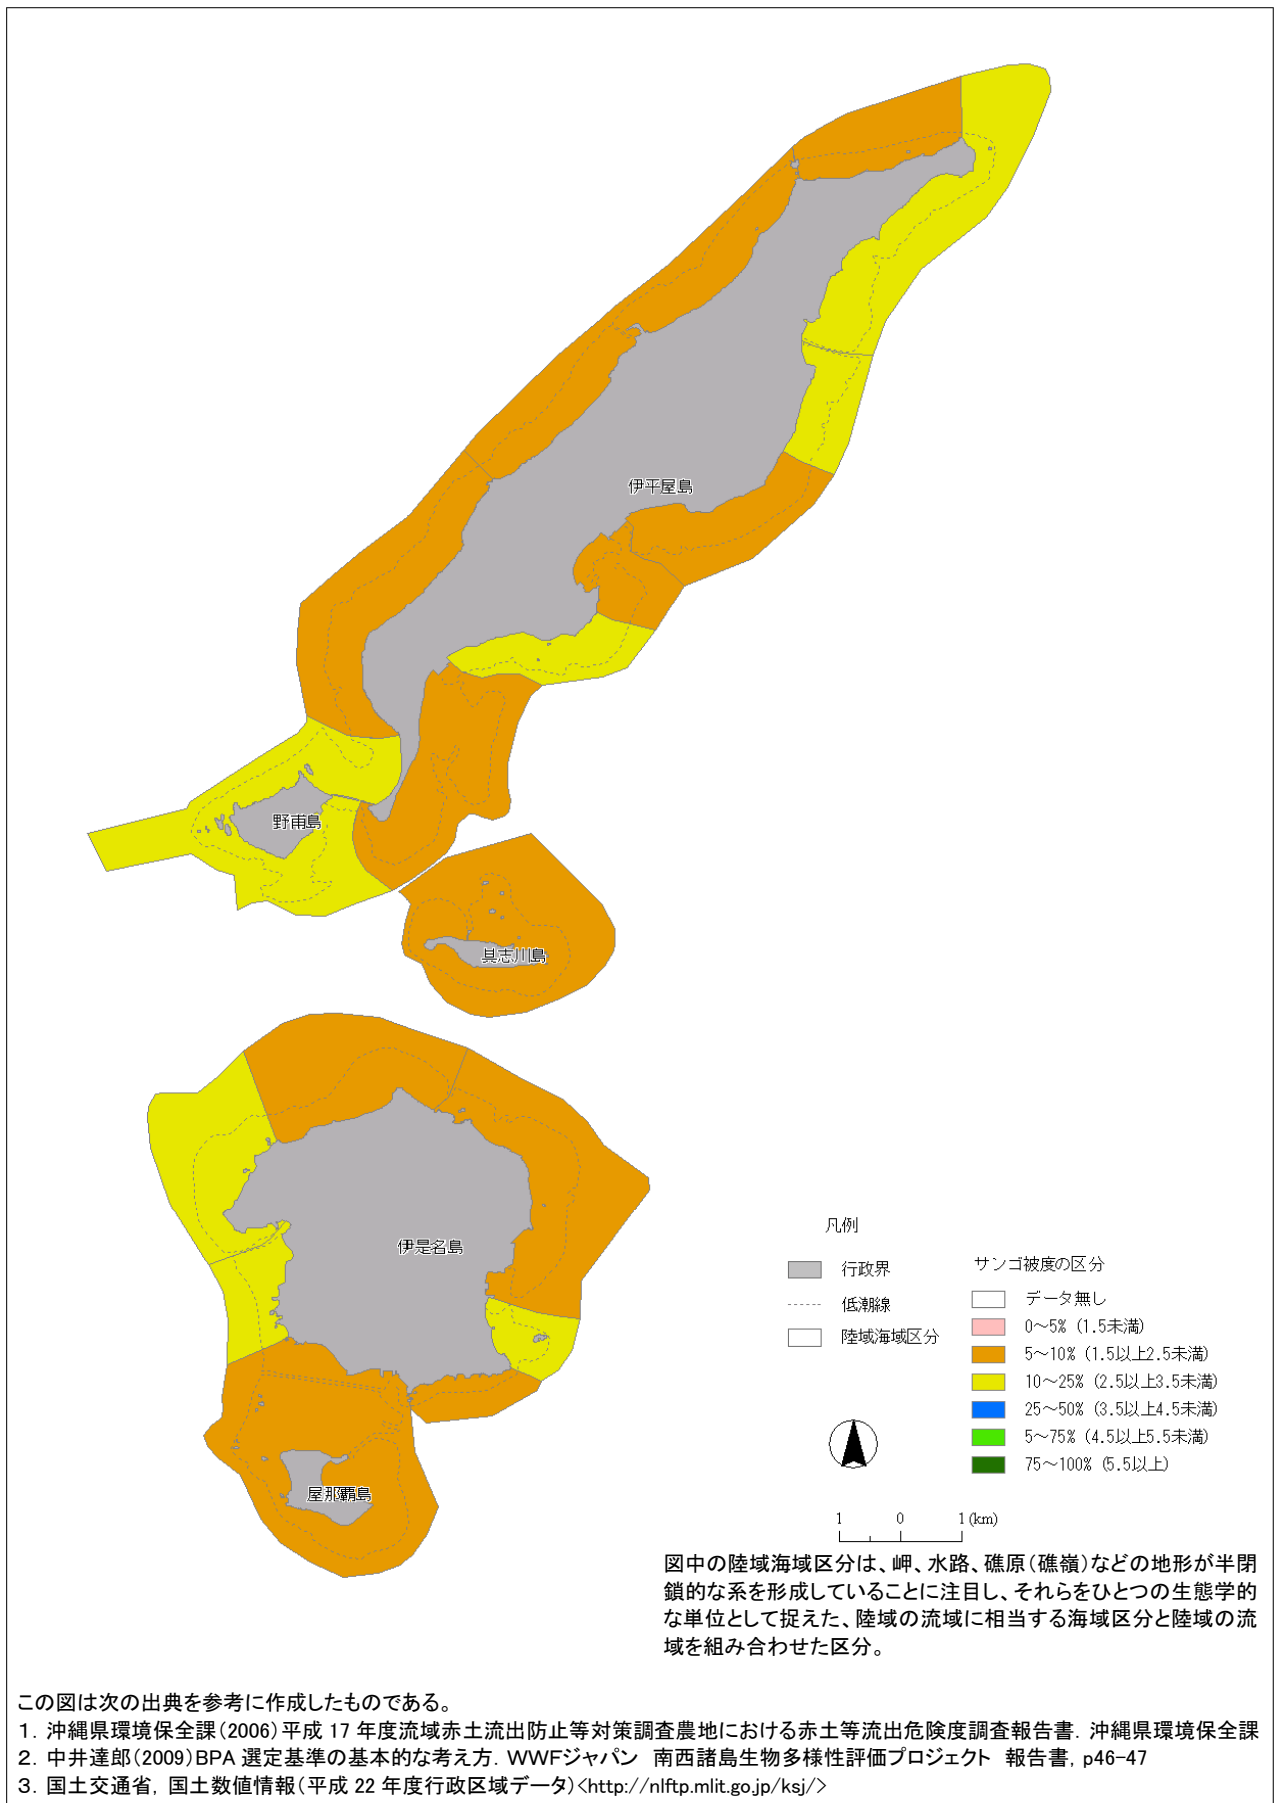 伊平屋島
野甫島
具志川島
伊是名島
屋那覇島
凡例
行政界
低潮線
陸域海域区分
サンゴ被度の区分
データ無し
0～5% (1.5未満)
5～10% (1.5以上2.5未満)
10～25% (2.5以上3.5未満)
25～50% (3.5以上4.5未満)
5～75% (4.5以上5.5未満)
75～100% (5.5以上)
1 0 1 (km)
図中の陸域海域区分は、岬、水路、礁原（礁嶺）などの地形が半閉
鎖的な系を形成していることに注目し、それらをひとつの生態学的
な単位として捉えた、陸域の流域に相当する海域区分と陸域の流
域を組み合わせた区分。
この図は次の出典を参考に作成したものである。
1. 沖縄県環境保全課（2006）平成 17 年度流域赤土流出防止等対策調査農地における赤土等流出危険度調査報告書. 沖縄県環境保全課
2. 中井達郎（2009）BPA 選定基準の基本的な考え方. WWFジャパン 南西諸島生物多様性評価プロジェクト 報告書, p46-47
3. 国土交通省, 国土数値情報（平成 22 年度行政区域データ）<http://nlftp.mlit.go.jp/ksj/>